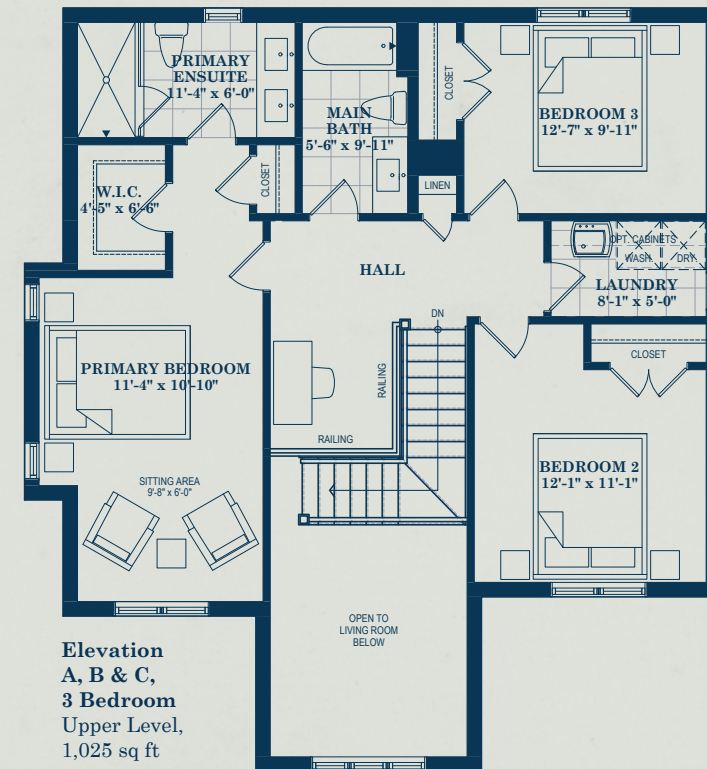 PRIMARY
ENSUITE
11'-4" x 6'-0"
MAIN
BATH
5'-6" x 9'-11"
CLOSET
BEDROOM 3
12'-7" x 9'-11"
W.I.C.
4'-5" x 6'-6"
CLOSET
LINEN
HALL
OPT. CABINETS
WASH.
DRY.
LAUNDRY
8'-1" x 5'-0"
DN
CLOSET
PRIMARY BEDROOM
11'-4" x 10'-10"
RAILING
RAILING
SITTING AREA
9'-8" x 6'-0"
BEDROOM 2
12'-1" x 11'-1"
OPEN TO
LIVING ROOM
BELOW
Elevation
A, B & C,
3 Bedroom
Upper Level,
1,025 sq ft